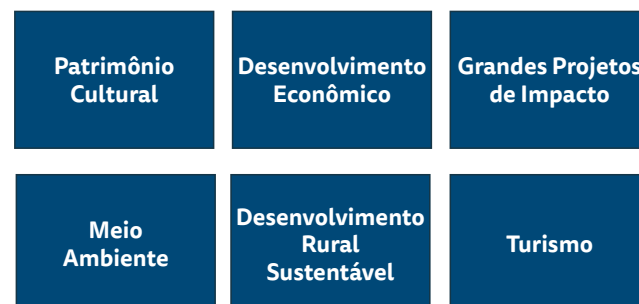 Patrimônio
Cultural
Desenvolvimento
Econômico
Grandes Projetos
de Impacto
Meio
Ambiente
Desenvolvimento
Rural
Sustentável
Turismo